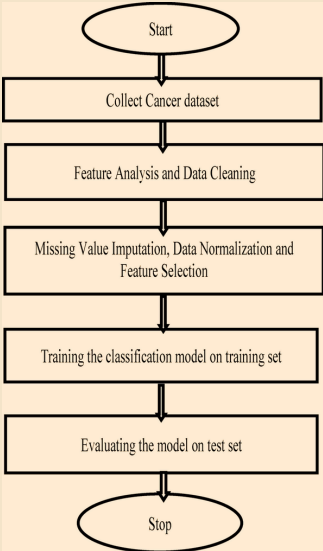 Start
Collect Cancer dataset
Feature Analysis and Data Cleaning
Missing Value Imputation, Data Normalization and
Feature Selection
Training the classification model on training set
Evaluating the model on test set
Stop